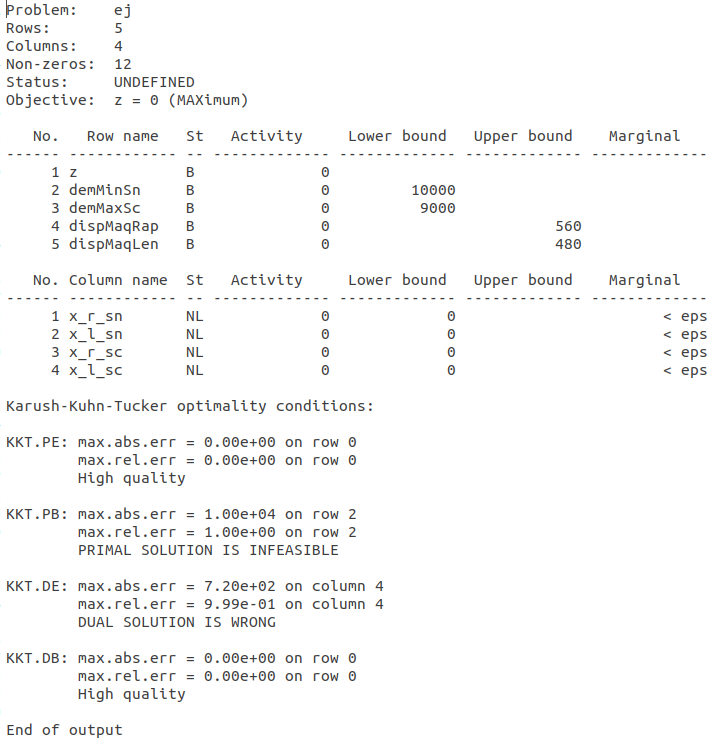 Problem:    ej
Rows:       5
Columns:    4
Non-zeros:  12
Status:     UNDEFINED
Objective:  z = 0 (MAXimum)

   No.   Row name   St   Activity     Lower bound   Upper bound    Marginal
------ ------------ -- ------------- ------------- ------------- -------------
     1 z            B              0
     2 demMinSn     B              0         10000
     3 demMaxSc     B              0          9000
     4 dispMaqRap   B              0                         560
     5 dispMaqLen   B              0                         480

   No. Column name  St   Activity     Lower bound   Upper bound    Marginal
------ ------------ -- ------------- ------------- ------------- -------------
     1 x_r_sn       NL             0             0                       < eps
     2 x_l_sn       NL             0             0                       < eps
     3 x_r_sc       NL             0             0                       < eps
     4 x_l_sc       NL             0             0                       < eps

Karush-Kuhn-Tucker optimality conditions:

KKT.PE: max.abs.err = 0.00e+00 on row 0
        max.rel.err = 0.00e+00 on row 0
        High quality

KKT.PB: max.abs.err = 1.00e+04 on row 2
        max.rel.err = 1.00e+00 on row 2
        PRIMAL SOLUTION IS INFEASIBLE

KKT.DE: max.abs.err = 7.20e+02 on column 4
        max.rel.err = 9.99e-01 on column 4
        DUAL SOLUTION IS WRONG

KKT.DB: max.abs.err = 0.00e+00 on row 0
        max.rel.err = 0.00e+00 on row 0
        High quality

End of output